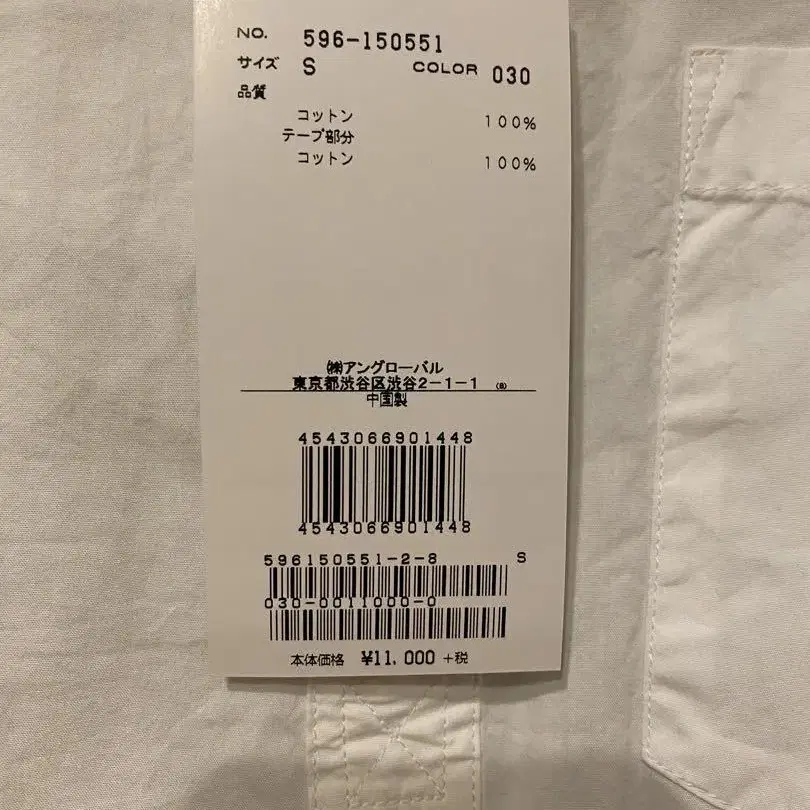 NO. 596-150551
サイズ S COLOR 030
品質
コットン 100%
テープ部分
コットン 100%
㈱アングローバル
東京都渋谷区渋谷2-1-1 (8)
中国製
4543066901448
4543066901448
596150551-2-8 S
030-0011000-0
本体価格 ¥11,000 +税